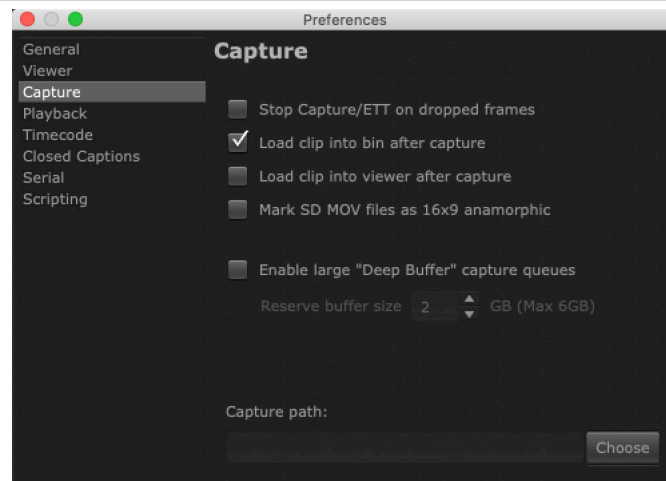 Preferences
General
Viewer
Capture
Playback
Timecode
Closed Captions
Serial
Scripting
Capture
Stop Capture/ETT on dropped frames
Load clip into bin after capture
Load clip into viewer after capture
Mark SD MOV files as 16x9 anamorphic
Enable large "Deep Buffer" capture queues
Reserve buffer size 2 GB (Max 6GB)
Capture path:
Choose